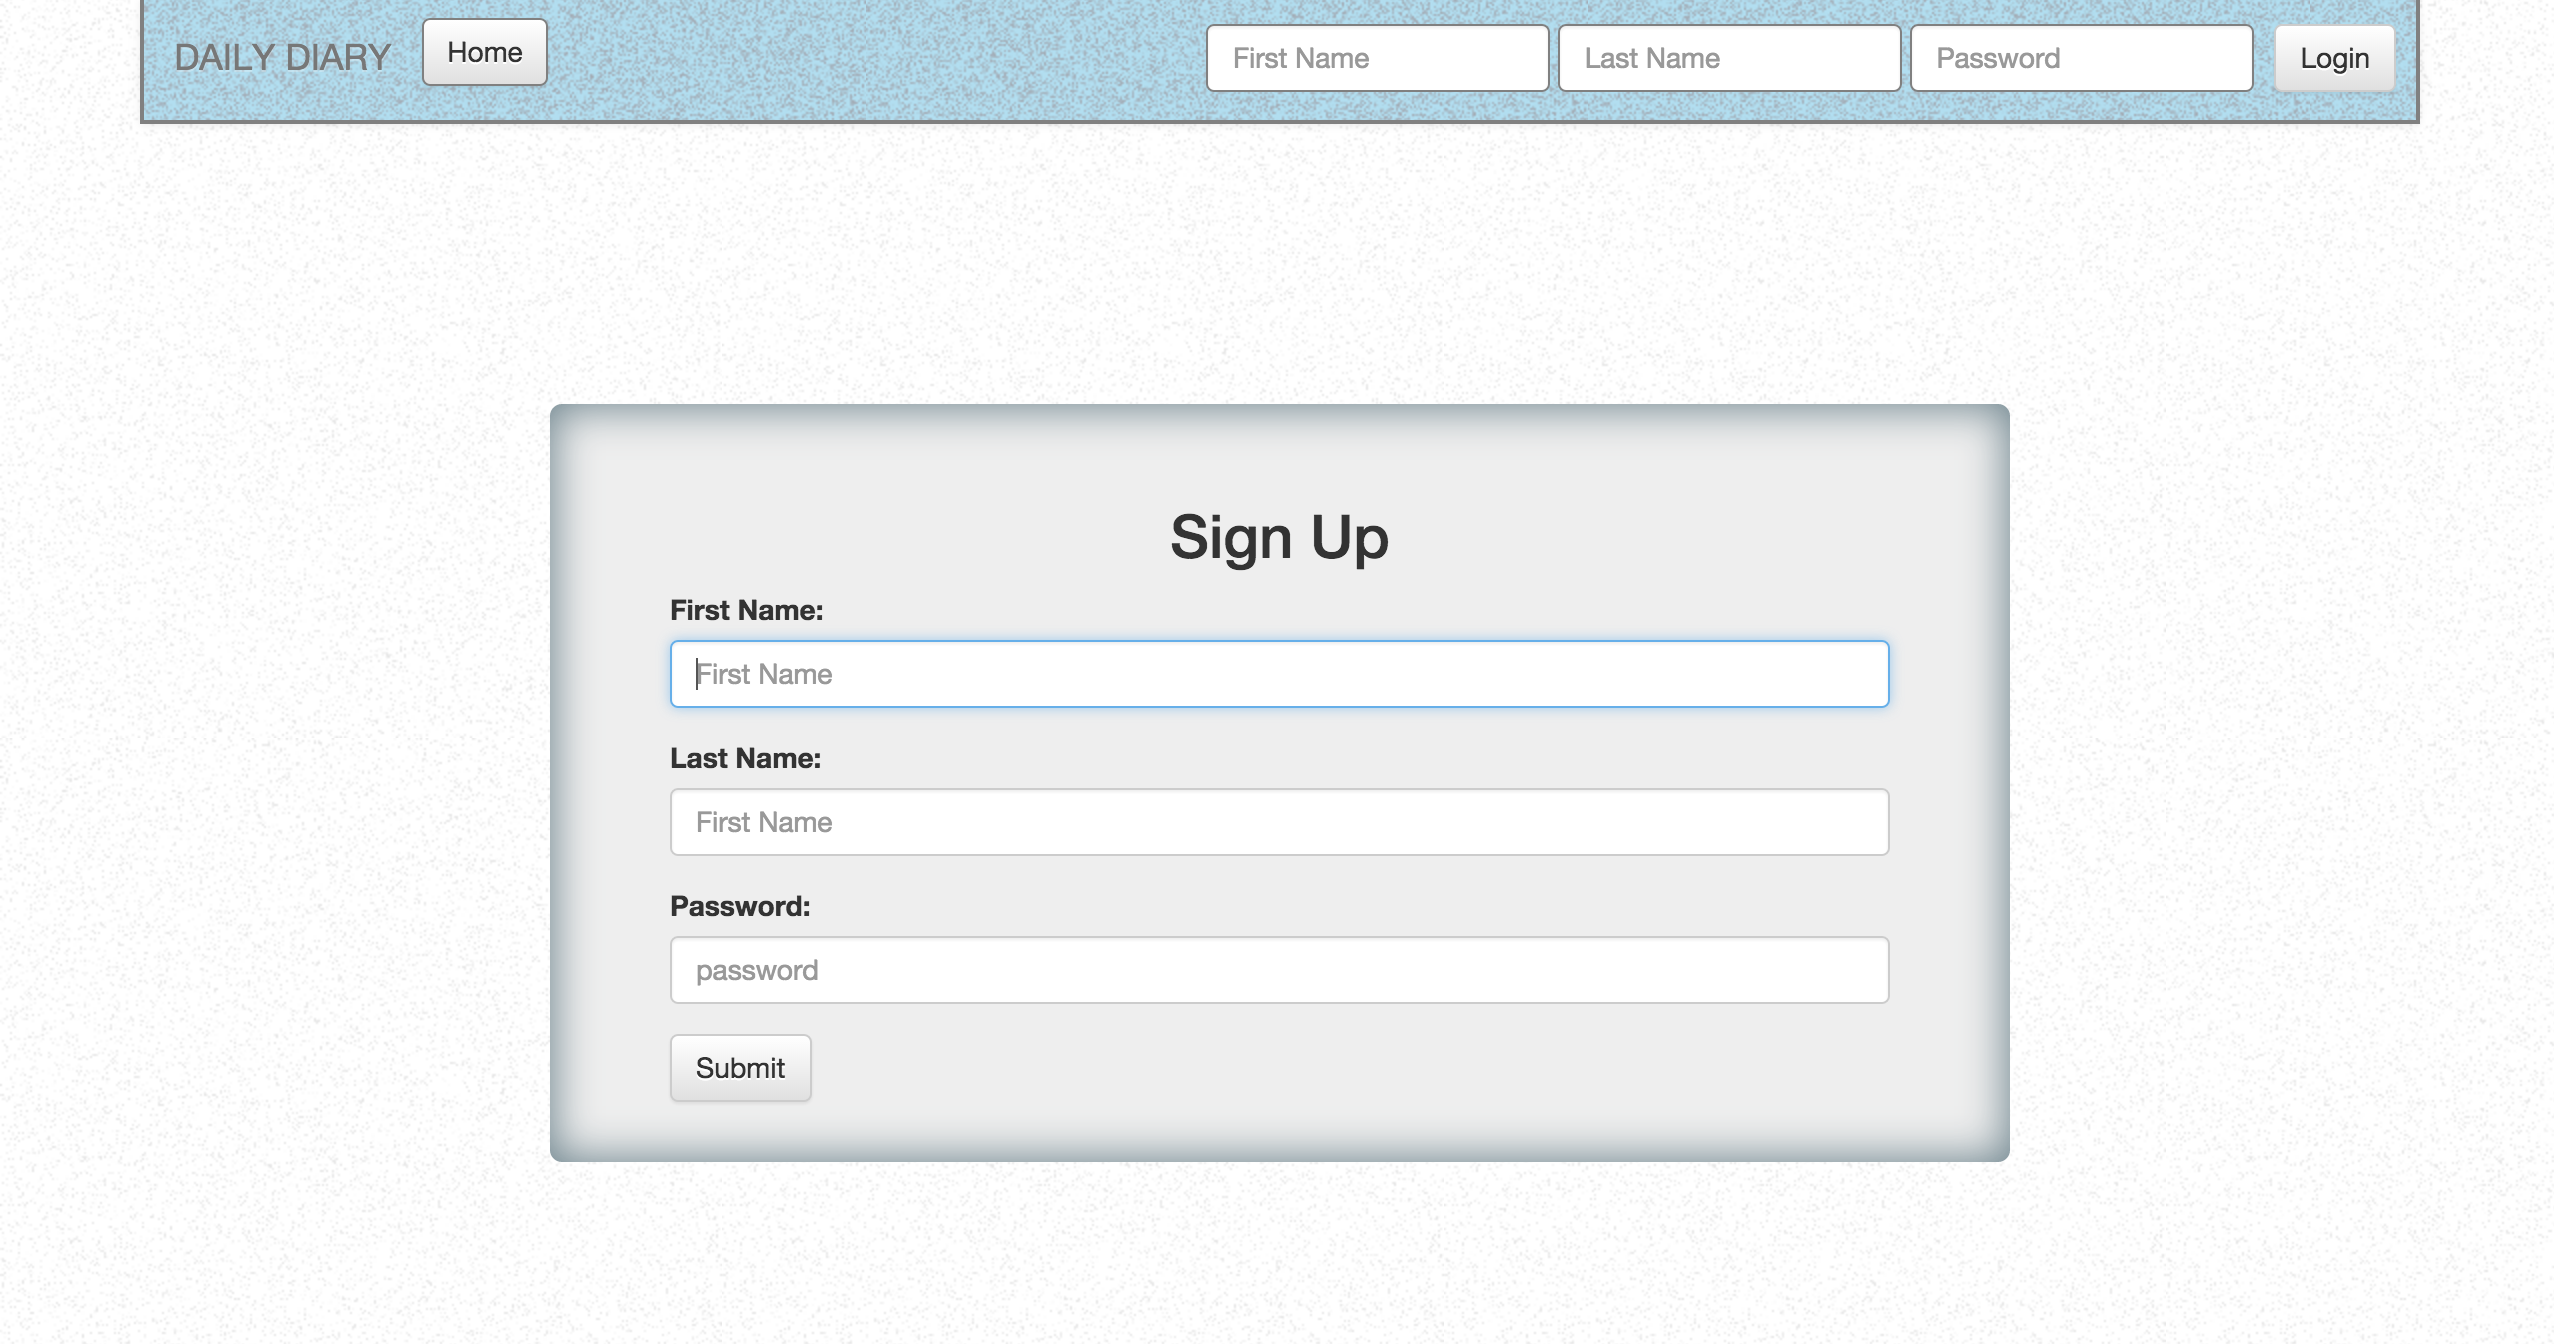 DAILY DIARY Home First Name Last Name Password Login
Sign Up
First Name:
First Name
Last Name:
First Name
Password:
password
Submit